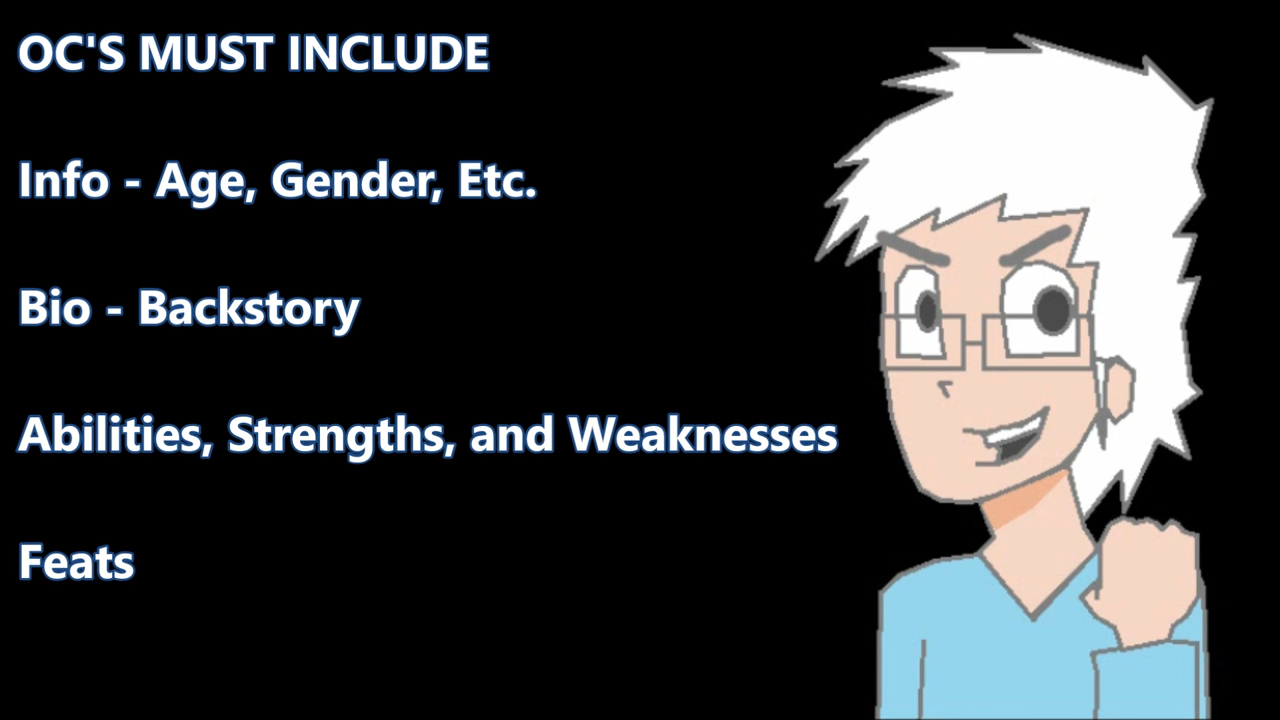 OC'S MUST INCLUDE
Info - Age, Gender, Etc.
Bio - Backstory
Abilities, Strengths, and Weaknesses
Feats